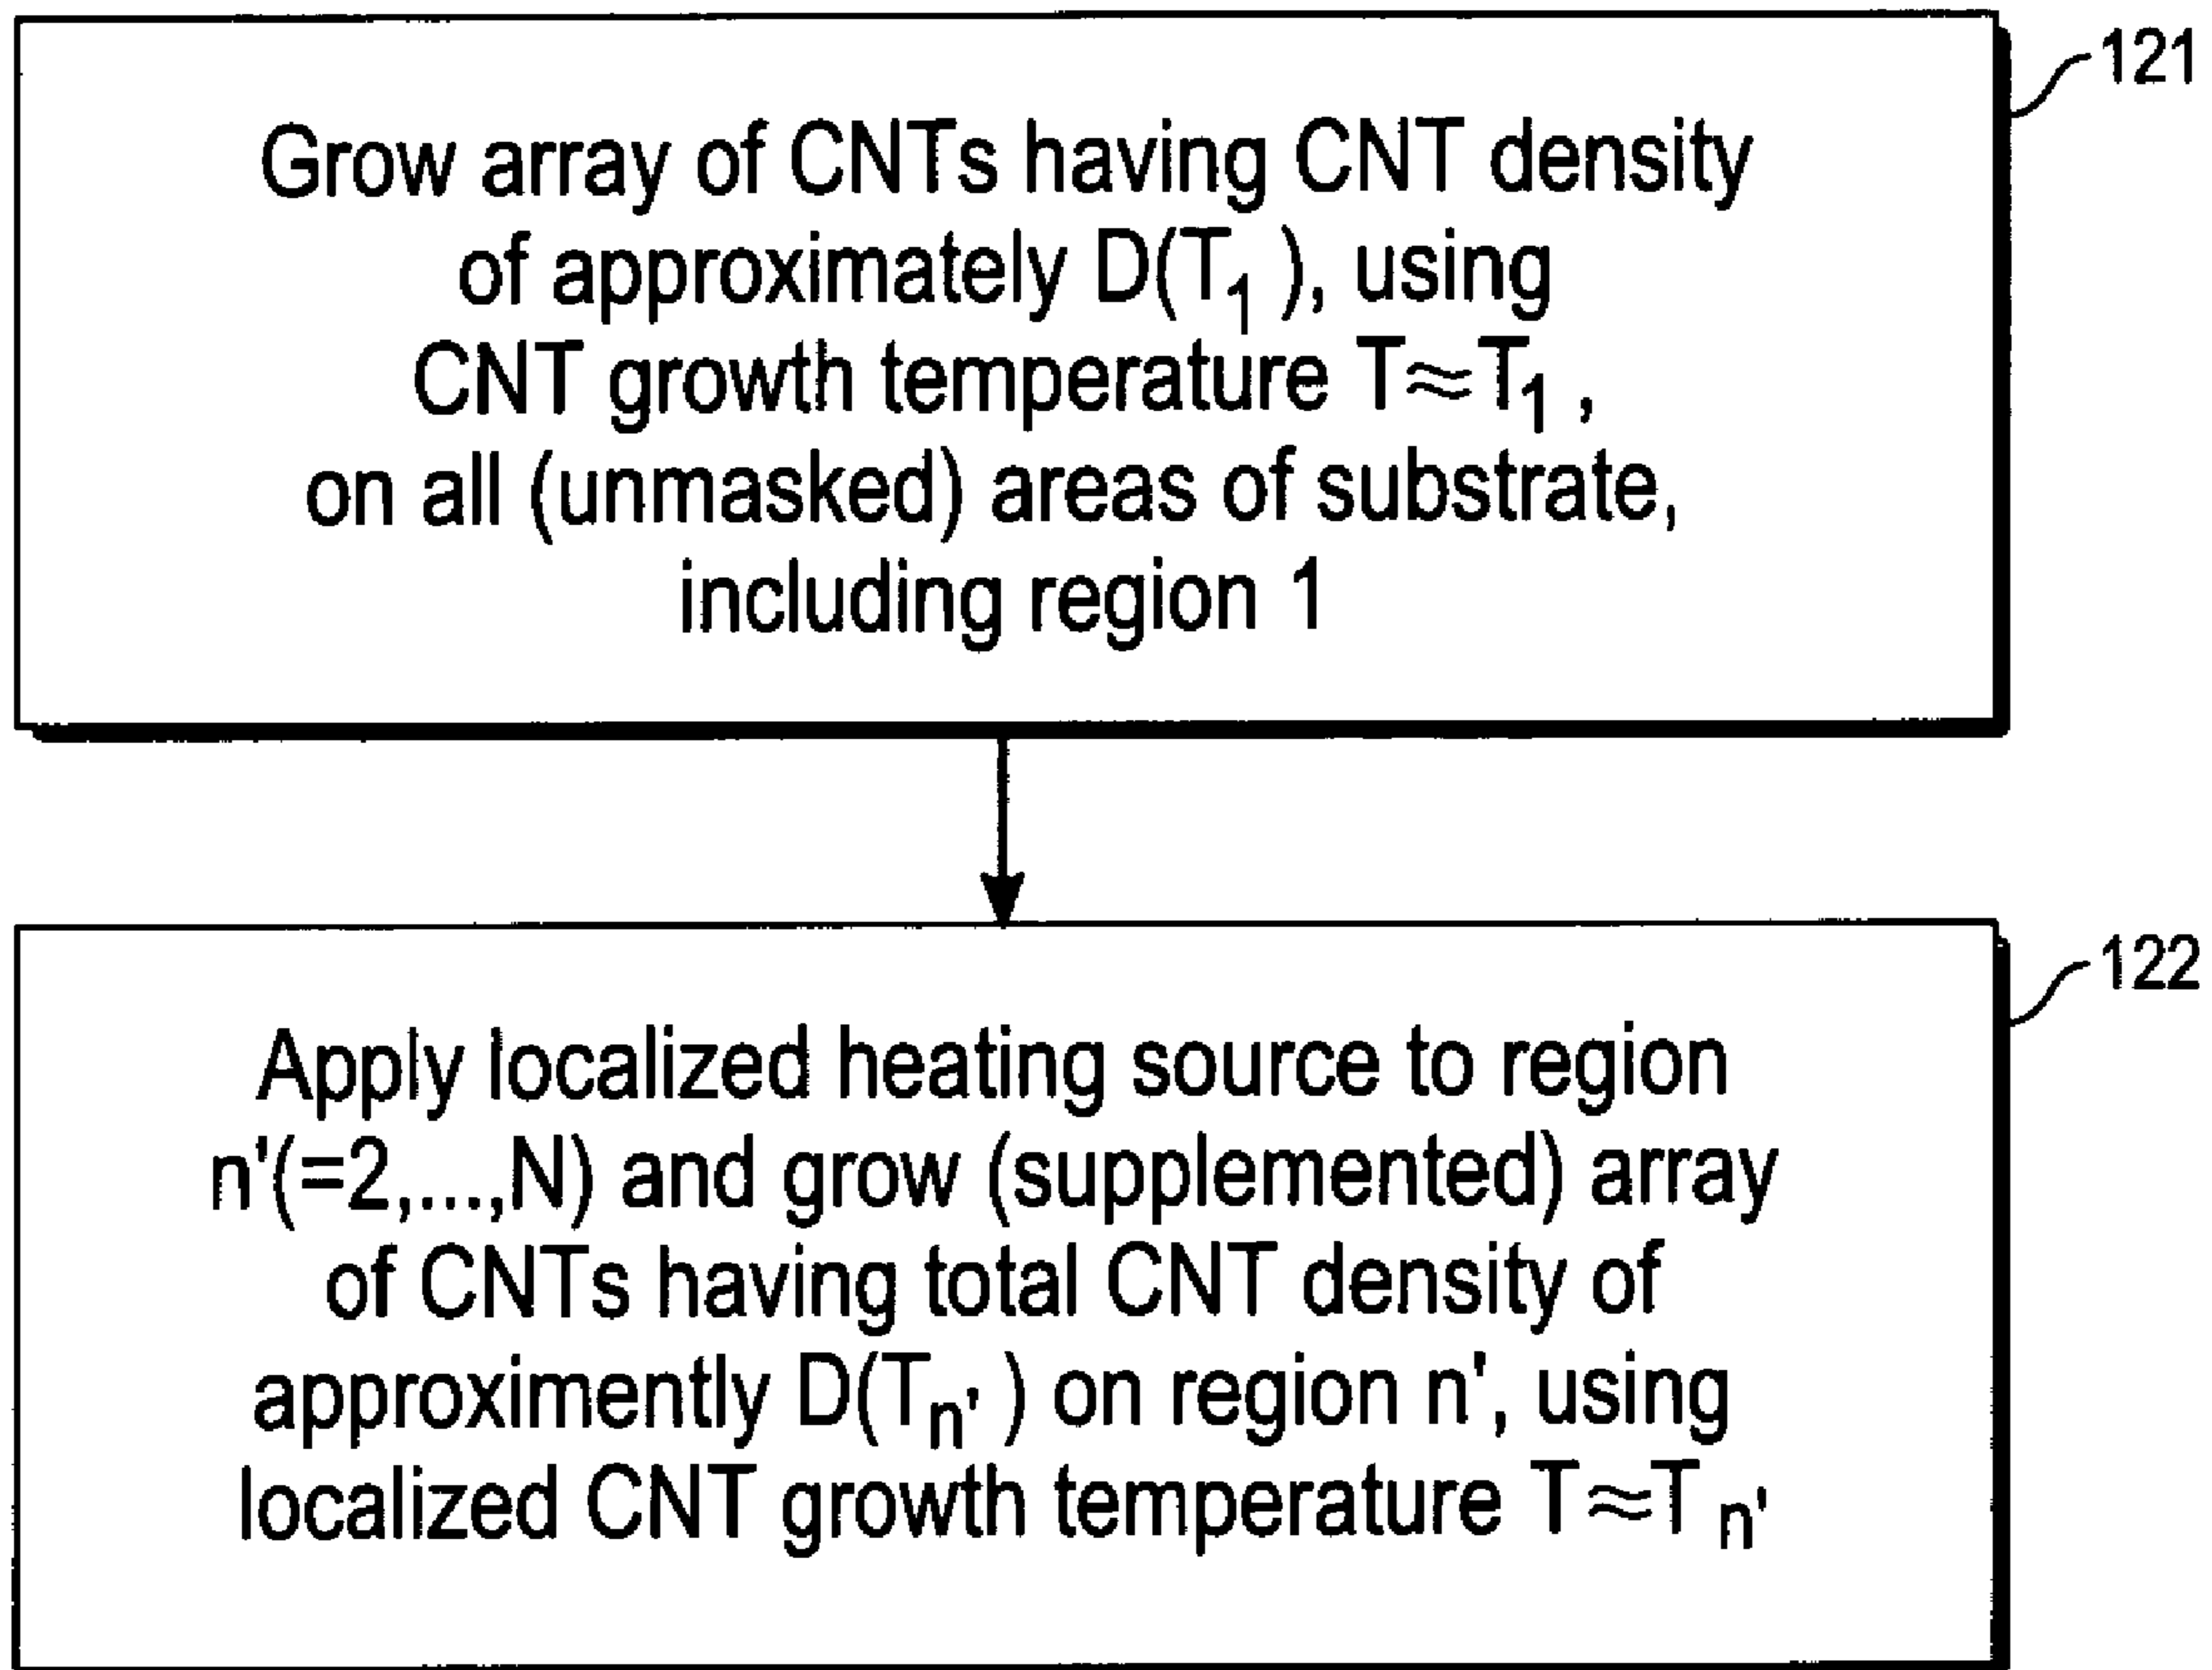 121
Grow array of CNTs having CNT density
of approximately D(T₁), using
CNT growth temperature T≈T₁,
on all (unmasked) areas of substrate,
including region 1
122
Apply localized heating source to region
n'(=2,...,N) and grow (supplemented) array
of CNTs having total CNT density of
approximently D(Tn') on region n', using
localized CNT growth temperature T≈Tn'